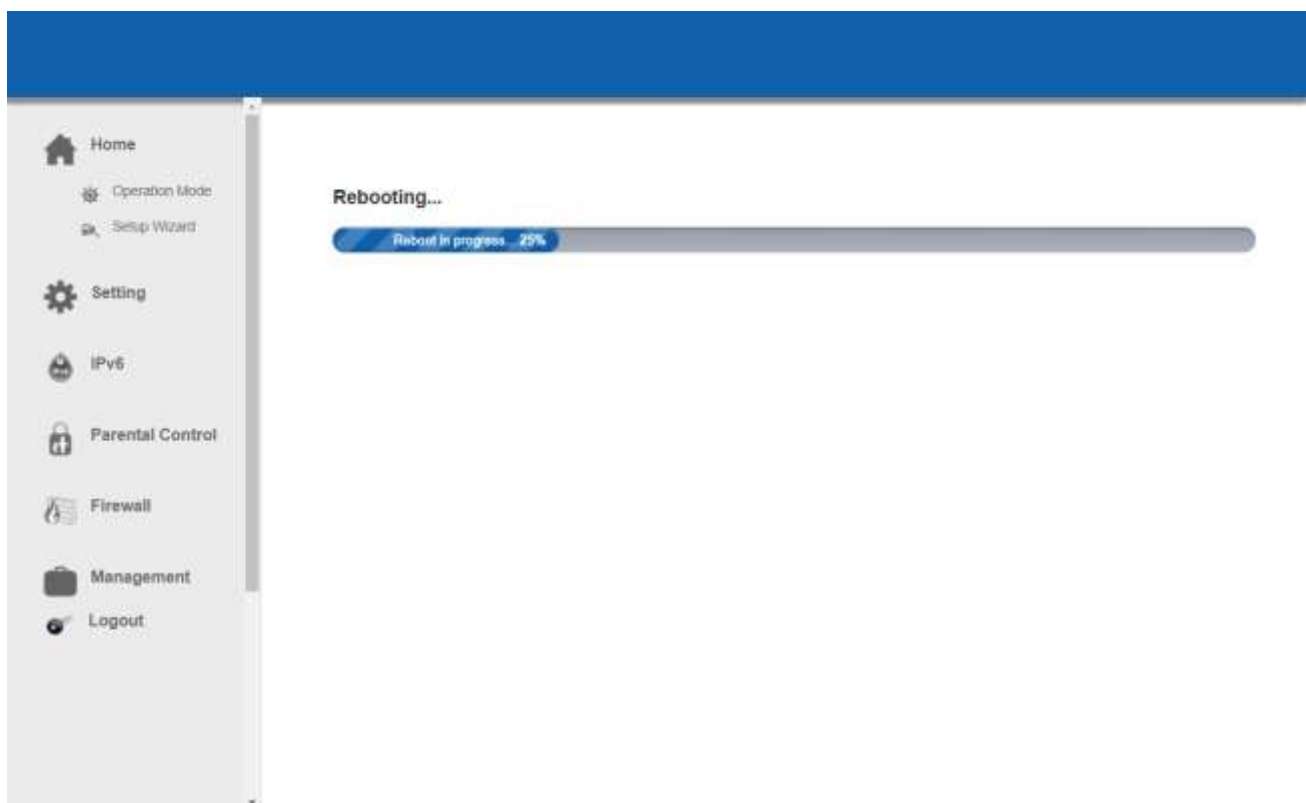 Home
Operation Mode
Setup Wizard
Setting
IPv6
Parental Control
Firewall
Management
Logout
Rebooting...
Reboot in progress 25%